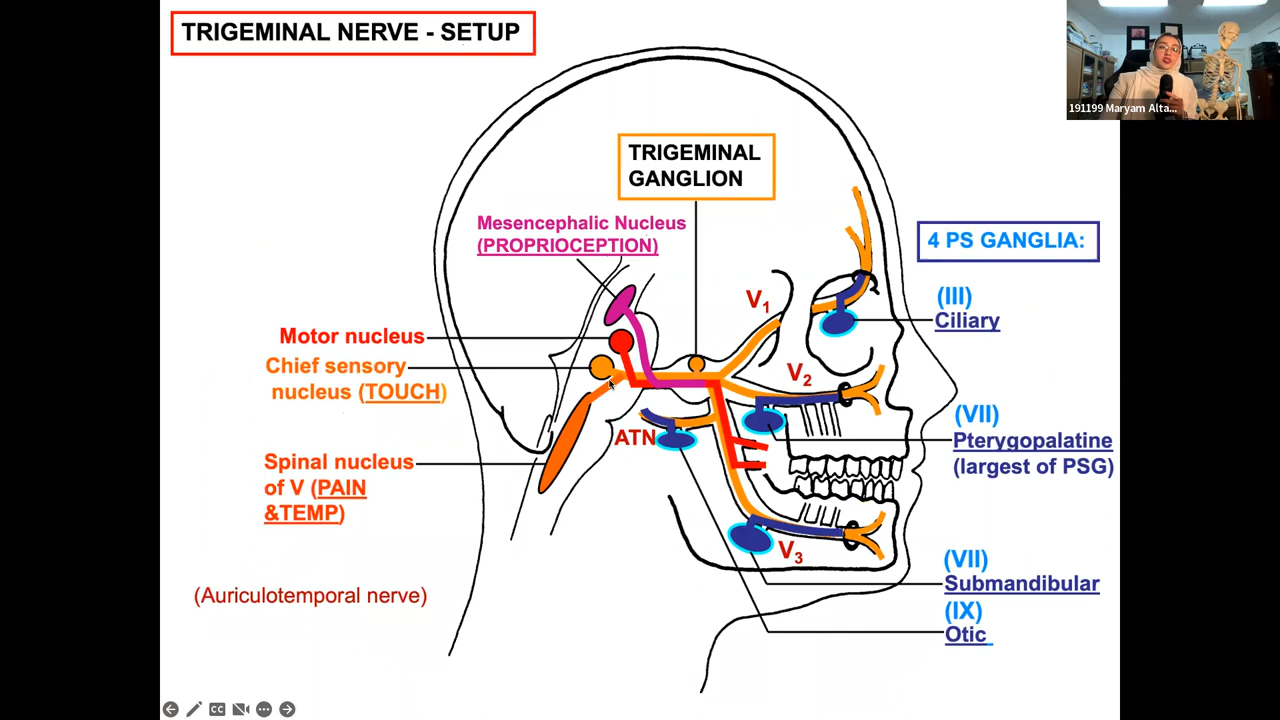 TRIGEMINAL NERVE - SETUP
191199 Maryam Alta...
TRIGEMINAL
GANGLION
Mesencephalic Nucleus
(PROPRIOCEPTION)
4 PS GANGLIA:
V1
(III)
Ciliary
Motor nucleus
Chief sensory
nucleus (TOUCH)
V2
(VII)
Pterygopalatine
(largest of PSG)
ATN
Spinal nucleus
of V (PAIN
&TEMP)
V3
(VII)
Submandibular
(IX)
Otic
(Auriculotemporal nerve)
CC